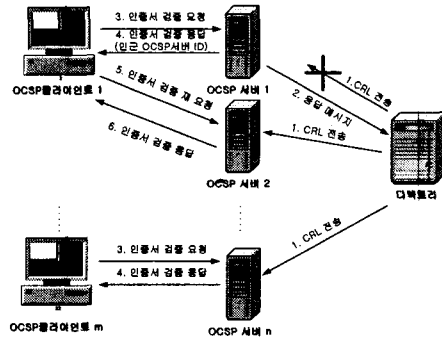 3. 인증서 검증 요청
4. 인증서 검증 응답
(인근 OCSP서버 ID)
OCSP클라이언트 1
OCSP 서버 1
1.CRL 전송
2. 응답 메시지
5. 인증서 검증 재 요청
1. CRL 전송
6. 인증서 검증 응답
OCSP 서버 2
디렉토리
1. CRL 전송
3. 인증서 검증 요청
4. 인증서 검증 응답
OCSP클라이언트 m
OCSP 서버 n